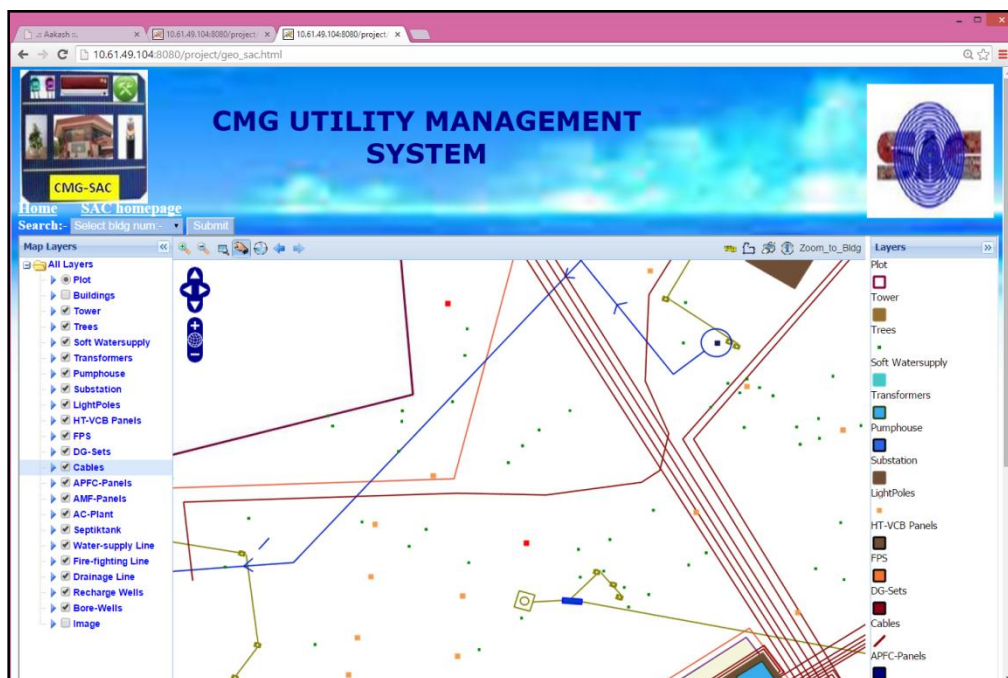 .:: Aakash ::.
10.61.49.104:8080/project/
10.61.49.104:8080/project/
10.61.49.104:8080/project/geo_sac.html
CMG UTILITY MANAGEMENT
SYSTEM
CMG-SAC
SAC
Home SAC homepage
Search:- Select bldg num:- Submit
Map Layers
Zoom_to_Bldg
Layers
All Layers
Plot
Buildings
Tower
Trees
Soft Watersupply
Transformers
Pumphouse
Substation
LightPoles
HT-VCB Panels
FPS
DG-Sets
Cables
APFC-Panels
AMF-Panels
AC-Plant
Septiktank
Water-supply Line
Fire-fighting Line
Drainage Line
Recharge Wells
Bore-Wells
Image
Plot
Tower
Trees
Soft Watersupply
Transformers
Pumphouse
Substation
LightPoles
HT-VCB Panels
FPS
DG-Sets
Cables
APFC-Panels